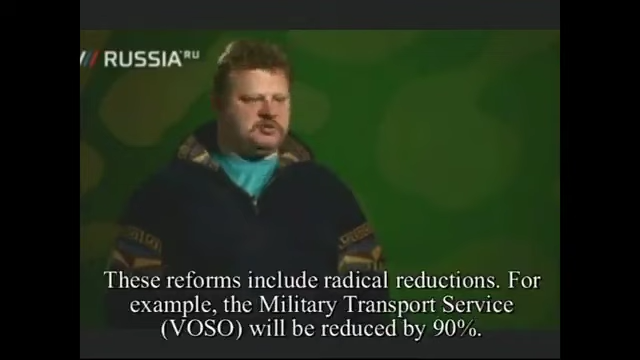 // RUSSIA.RU
These reforms include radical reductions. For
example, the Military Transport Service
(VOSO) will be reduced by 90%.